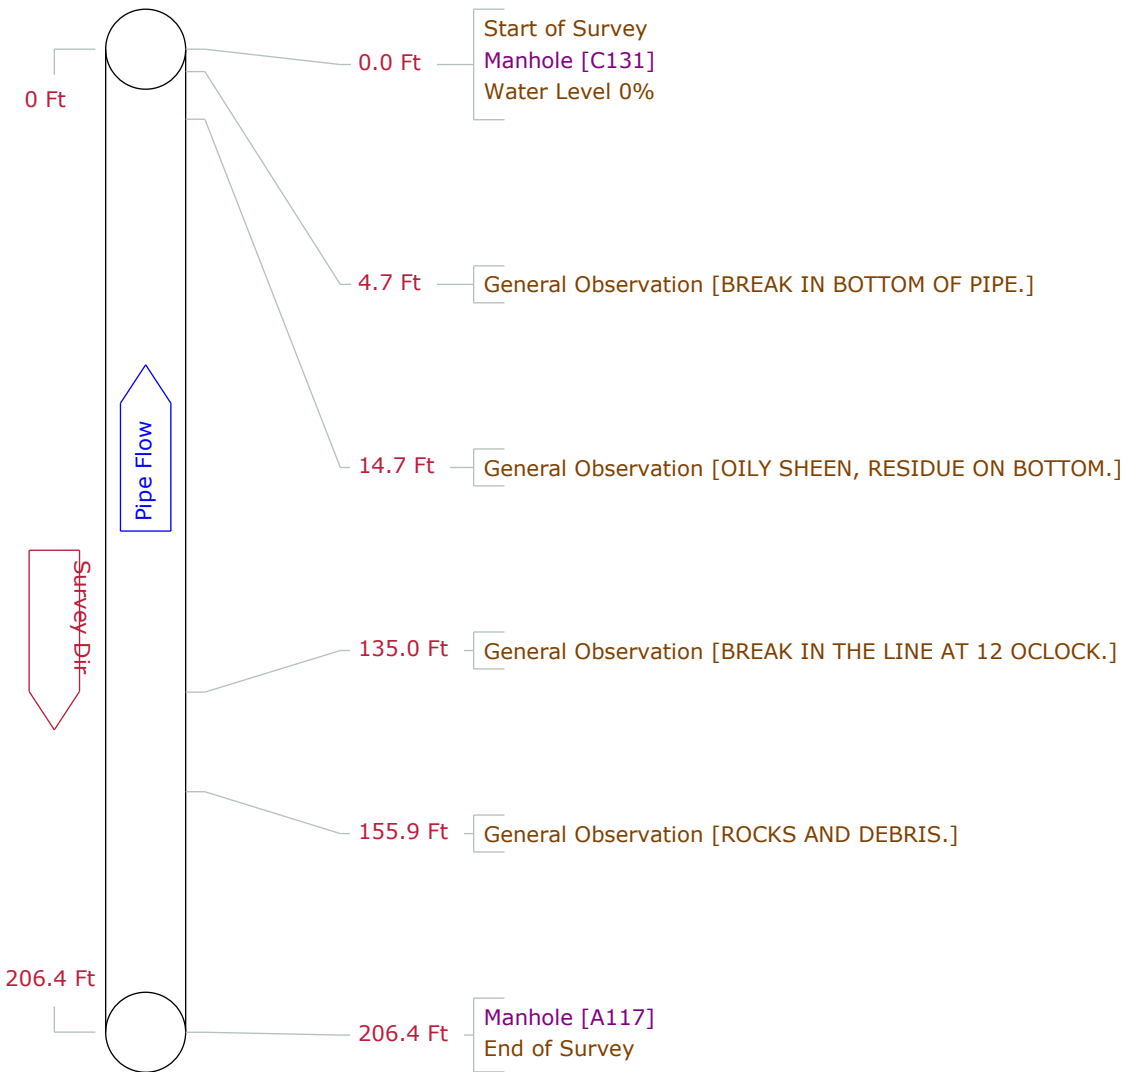 Start of Survey
0.0 Ft
Manhole [C131]
Water Level 0%
0 Ft
4.7 Ft
General Observation [BREAK IN BOTTOM OF PIPE.]
Pipe Flow
14.7 Ft
General Observation [OILY SHEEN, RESIDUE ON BOTTOM.]
Survey Dir
135.0 Ft
General Observation [BREAK IN THE LINE AT 12 OCLOCK.]
155.9 Ft
General Observation [ROCKS AND DEBRIS.]
206.4 Ft
206.4 Ft
Manhole [A117]
End of Survey